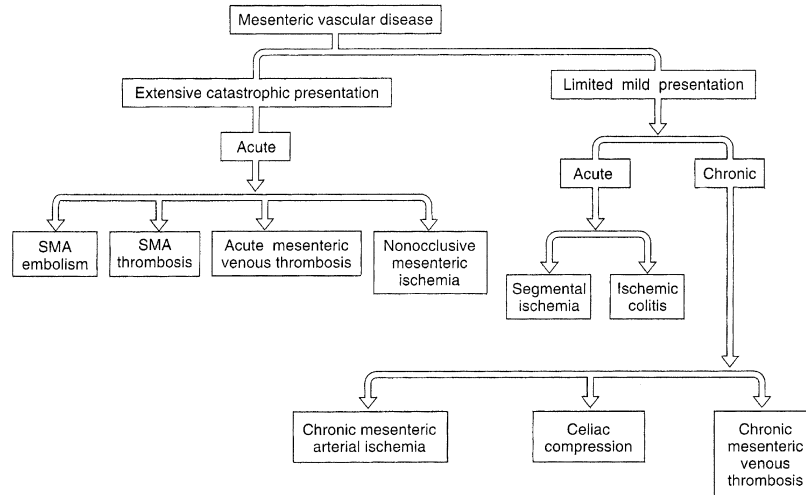 Mesenteric vascular disease
Extensive catastrophic presentation
Limited mild presentation
Acute
Acute
Chronic
SMA
embolism
SMA
thrombosis
Acute mesenteric
venous thrombosis
Nonocclusive
mesenteric
ischemia
Segmental
ischemia
Ischemic
colitis
Chronic mesenteric
arterial ischemia
Celiac
compression
Chronic
mesenteric
venous
thrombosis